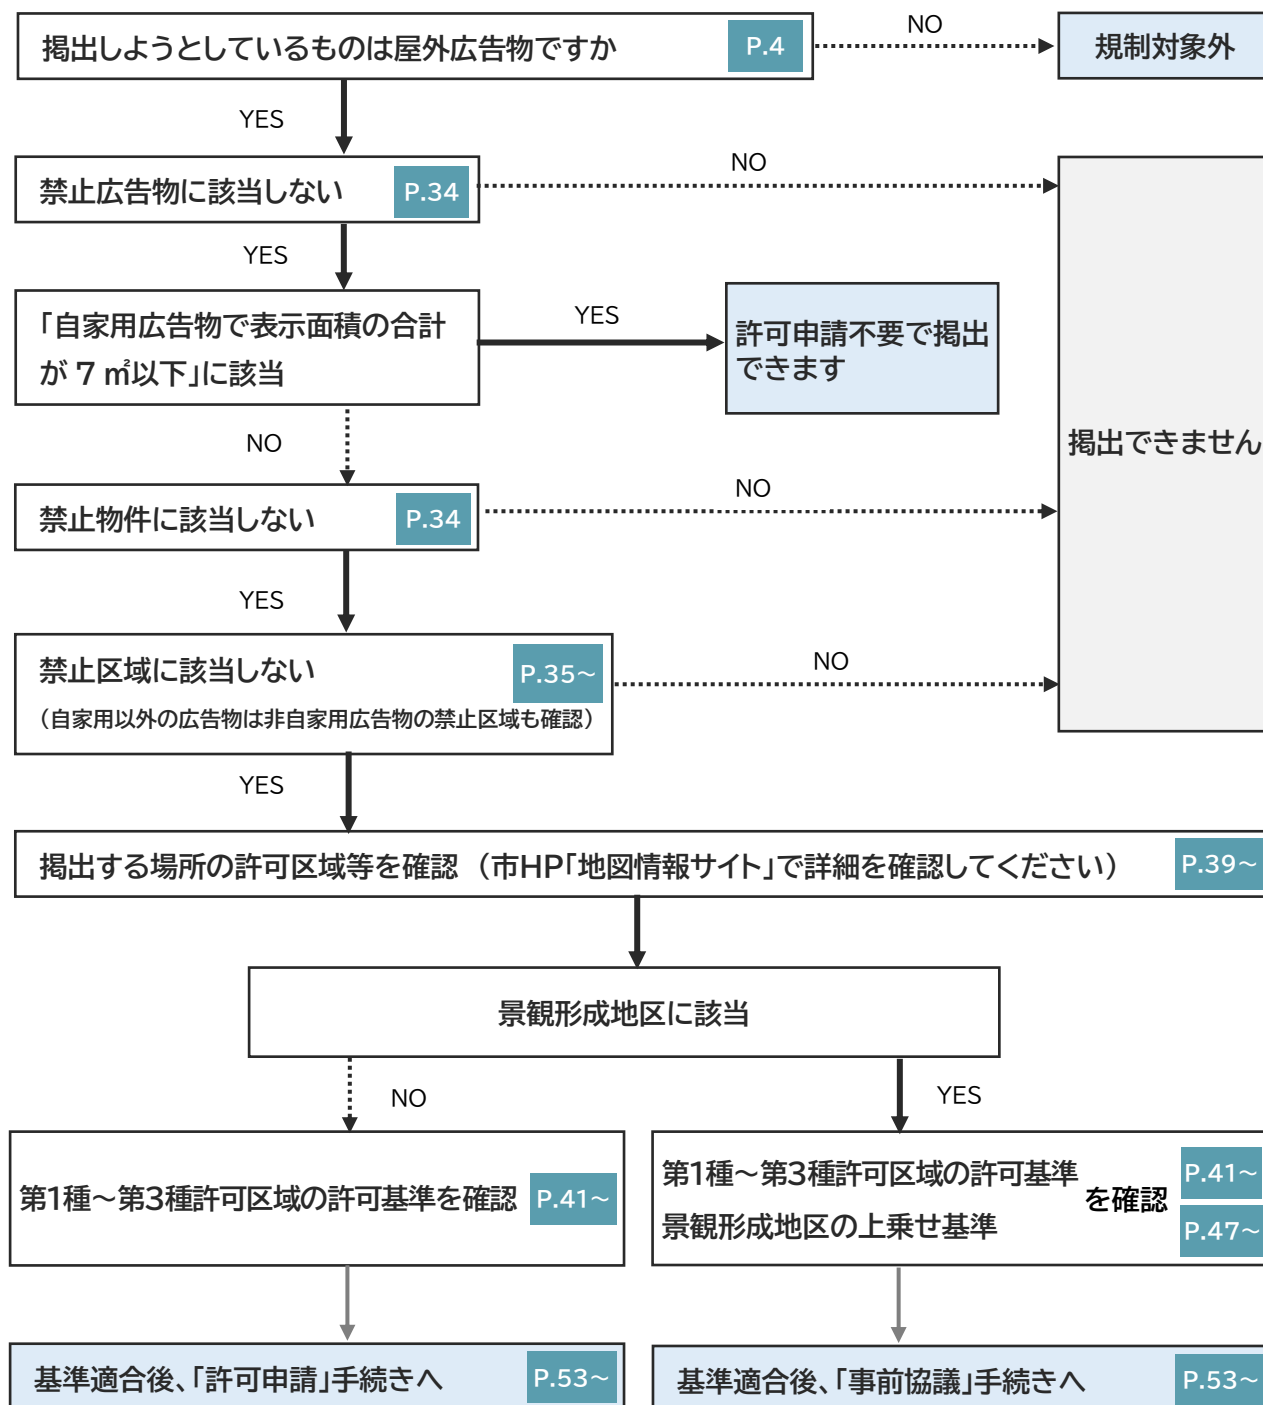 掲出しようとしているものは屋外広告物ですか P.4
NO
規制対象外
YES
禁止広告物に該当しない P.34
NO
YES
「自家用広告物で表示面積の合計
が 7 ㎡以下」に該当
YES
許可申請不要で掲出
できます
掲出できません
NO
禁止物件に該当しない P.34
NO
YES
禁止区域に該当しない P.35~
(自家用以外の広告物は非自家用広告物の禁止区域も確認)
NO
YES
掲出する場所の許可区域等を確認 (市HP「地図情報サイト」で詳細を確認してください) P.39~
景観形成地区に該当
NO
YES
第1種~第3種許可区域の許可基準を確認 P.41~
第1種~第3種許可区域の許可基準 P.41~
景観形成地区の上乗せ基準 P.47~
を確認
基準適合後、「許可申請」手続きへ P.53~
基準適合後、「事前協議」手続きへ P.53~